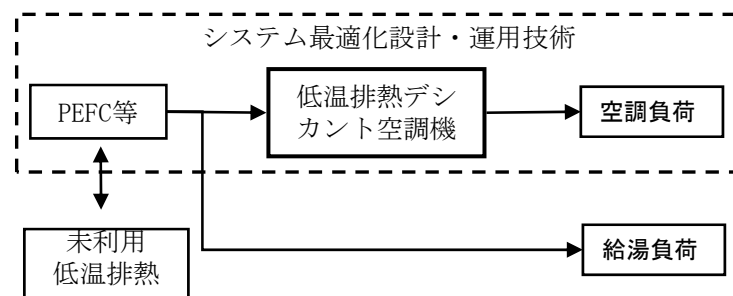 システム最適化設計・運用技術
PEFC等
低温排熱デシ
カント空調機
空調負荷
未利用
低温排熱
給湯負荷